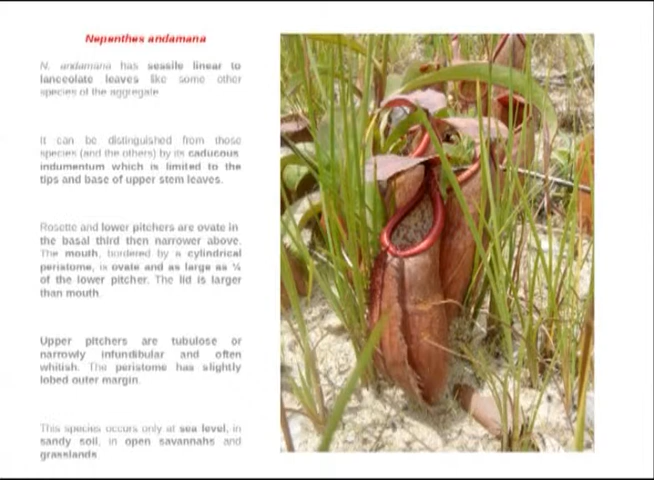 Nepenthes andamana
N. andamana has sessile linear to
lanceolate leaves like some other
species of the aggregate
It can be distinguished from those
species (and the others) by its caducous
indumentum which is limited to the
tips and base of upper stem leaves.
Rosette and lower pitchers are ovate in
the basal third then narrower above.
The mouth, bordered by a cylindrical
peristome, is ovate and as large as ¼
of the lower pitcher. The lid is larger
than mouth.
Upper pitchers are tubulose or
narrowly infundibular and often
whitish. The peristome has slightly
lobed outer margin.
This species occurs only at sea level, in
sandy soil, in open savannahs and
grasslands